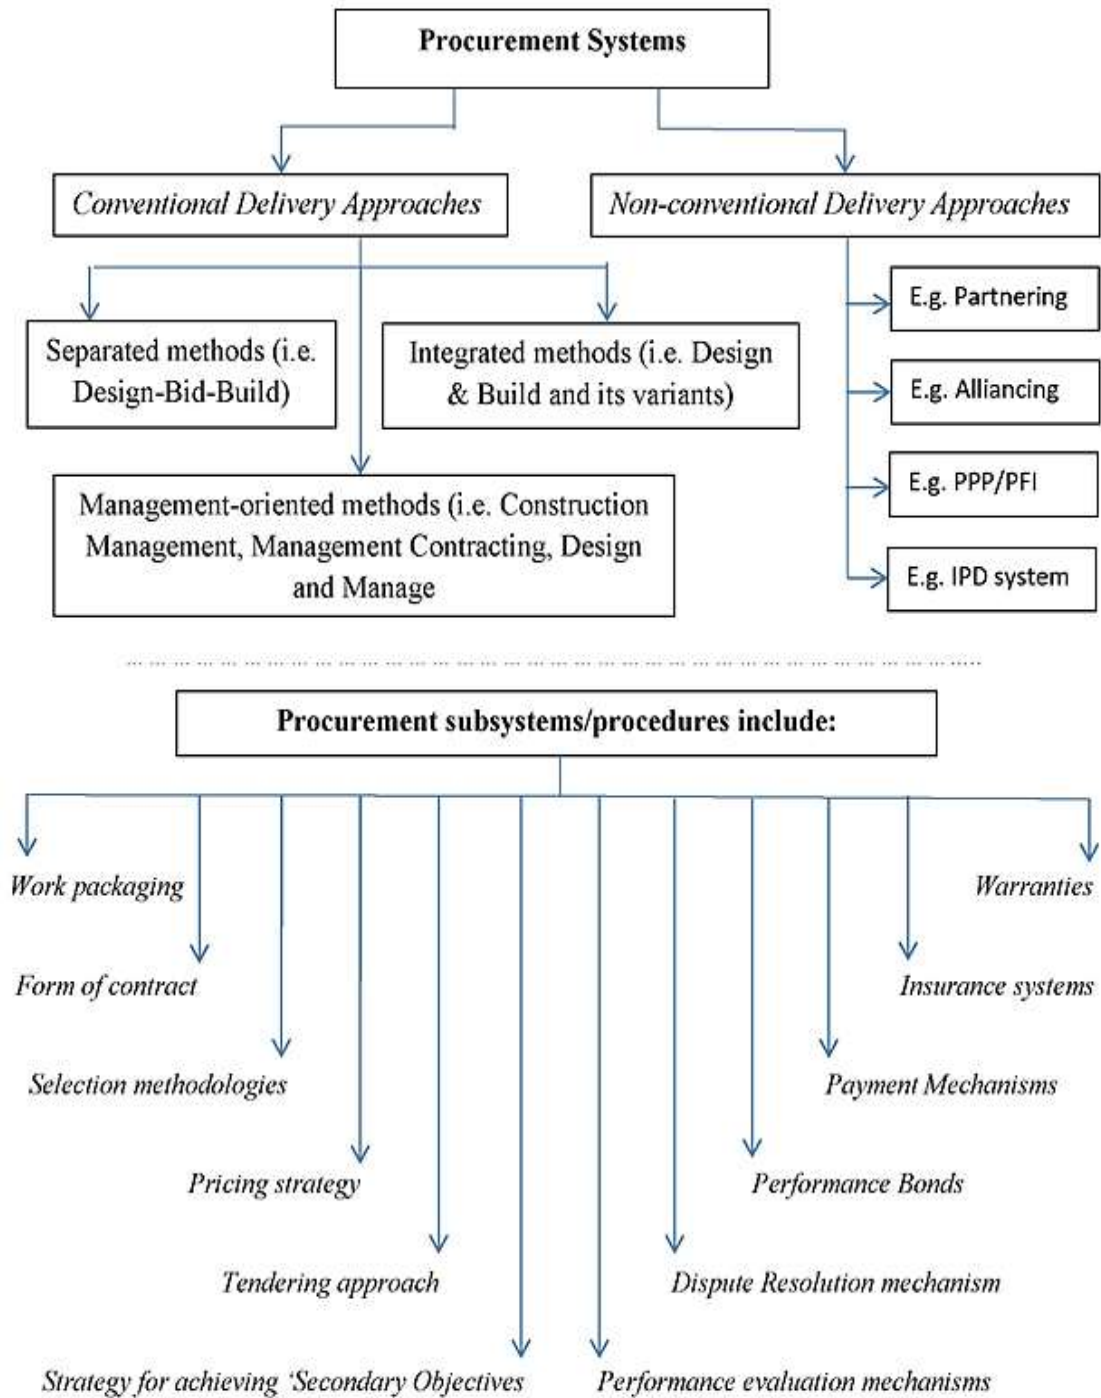 Procurement Systems
Conventional Delivery Approaches
Non-conventional Delivery Approaches
Separated methods (i.e.
Design-Bid-Build)
Integrated methods (i.e. Design
& Build and its variants)
Management-oriented methods (i.e. Construction
Management, Management Contracting, Design
and Manage
E.g. Partnering
E.g. Alliancing
E.g. PPP/PFI
E.g. IPD system
Procurement subsystems/procedures include:
Work packaging
Warranties
Form of contract
Insurance systems
Selection methodologies
Payment Mechanisms
Pricing strategy
Performance Bonds
Tendering approach
Dispute Resolution mechanism
Strategy for achieving ‘Secondary Objectives
Performance evaluation mechanisms